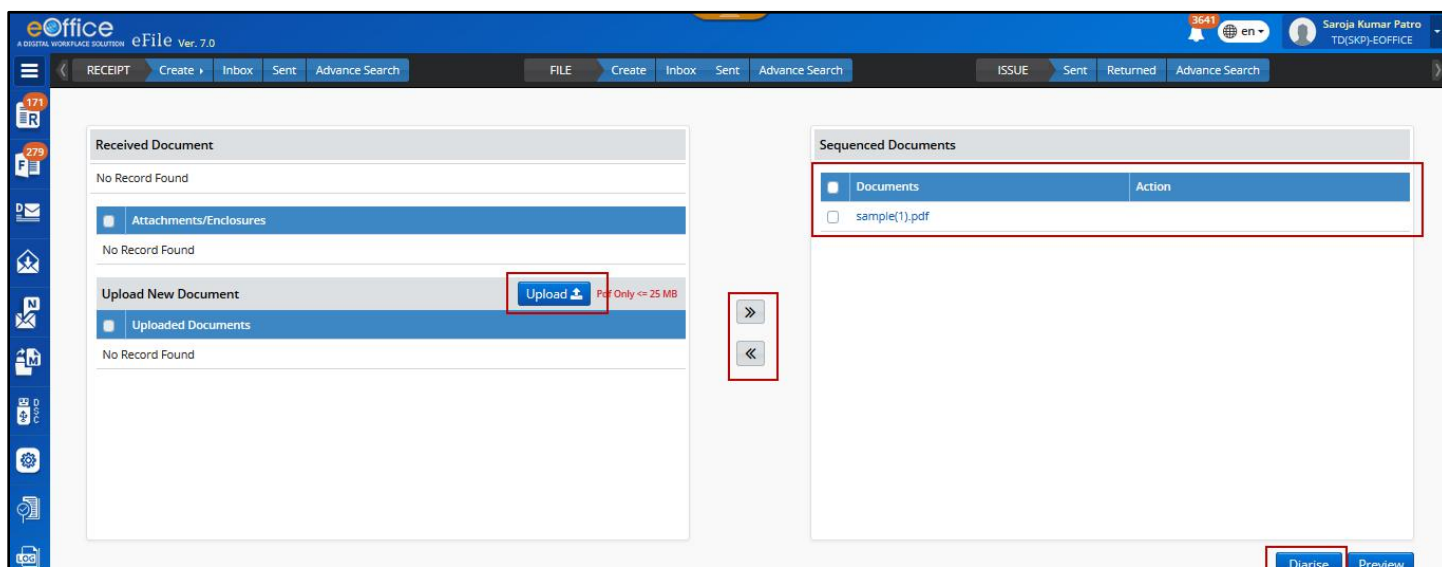 eOffice
A DIGITAL WORKPLACE SOLUTION eFile Ver. 7.0
3641
en
Saroja Kumar Patro
TD(SKP)-EOFFICE
RECEIPT Create Inbox Sent Advance Search FILE Create Inbox Sent Advance Search ISSUE Sent Returned Advance Search
171
R
279
F
D
N
M
DSC
LOG
Received Document
No Record Found
Attachments/Enclosures
No Record Found
Upload New Document Upload Pdf Only <= 25 MB
Uploaded Documents
No Record Found
»
«
Sequenced Documents
Documents Action
sample(1).pdf
Diarise Preview